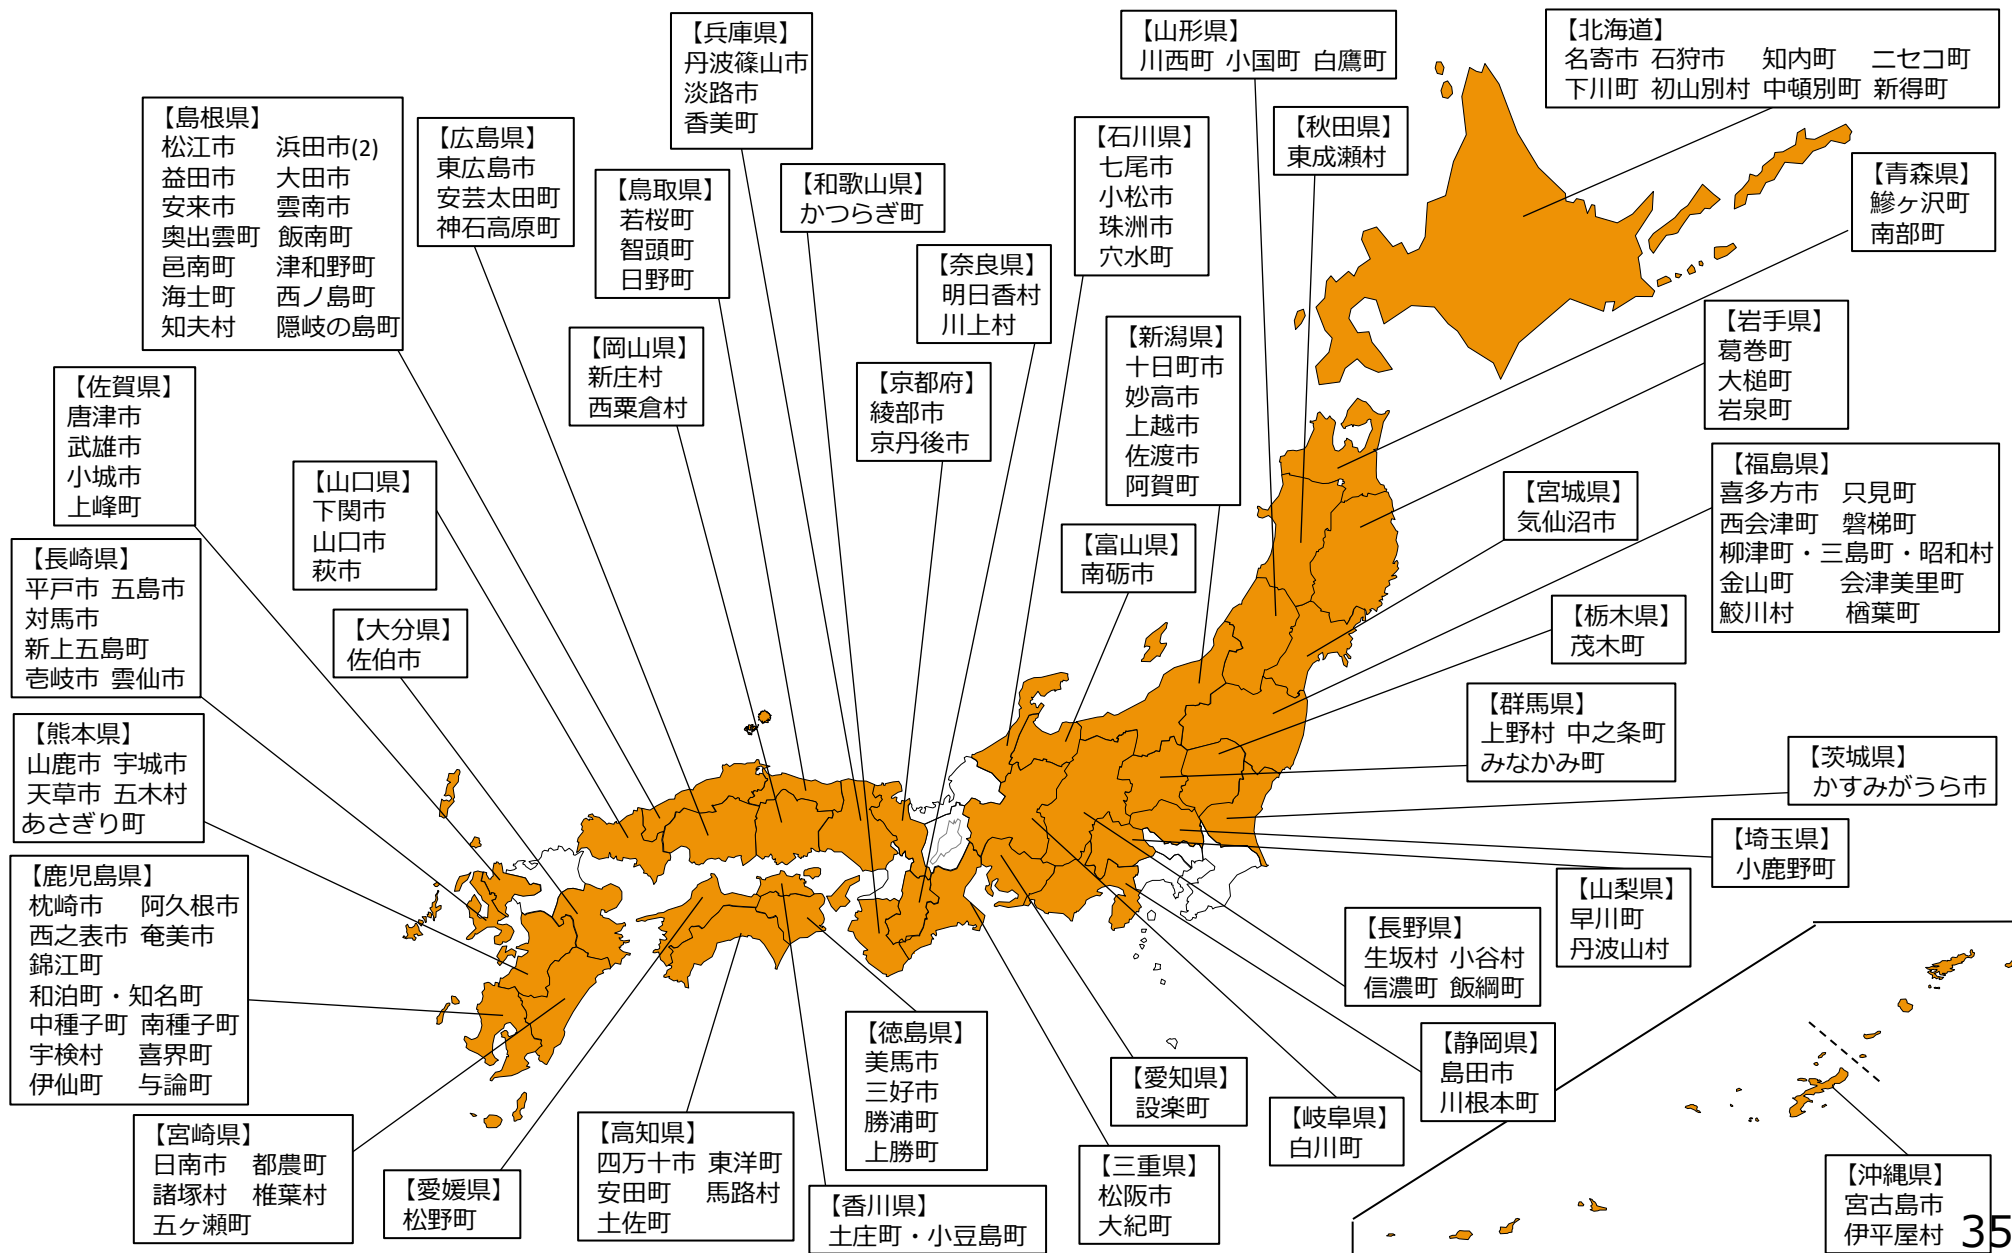 【兵庫県】
丹波篠山市
淡路市
香美町
【山形県】
川西町 小国町 白鷹町
【北海道】
名寄市 石狩市 知内町 ニセコ町
下川町 初山別村 中頓別町 新得町
【島根県】
松江市 浜田市(2)
益田市 大田市
安来市 雲南市
奥出雲町 飯南町
邑南町 津和野町
海士町 西ノ島町
知夫村 隠岐の島町
【広島県】
東広島市
安芸太田町
神石高原町
【鳥取県】
若桜町
智頭町
日野町
【和歌山県】
かつらぎ町
【石川県】
七尾市
小松市
珠洲市
穴水町
【秋田県】
東成瀬村
【青森県】
鰺ヶ沢町
南部町
【奈良県】
明日香村
川上村
【岡山県】
新庄村
西粟倉村
【京都府】
綾部市
京丹後市
【新潟県】
十日町市
妙高市
上越市
佐渡市
阿賀町
【岩手県】
葛巻町
大槌町
岩泉町
【佐賀県】
唐津市
武雄市
小城市
上峰町
【山口県】
下関市
山口市
萩市
【富山県】
南砺市
【宮城県】
気仙沼市
【福島県】
喜多方市 只見町
西会津町 磐梯町
柳津町・三島町・昭和村
金山町 会津美里町
鮫川村 楢葉町
【長崎県】
平戸市 五島市
対馬市
新上五島町
壱岐市 雲仙市
【大分県】
佐伯市
【栃木県】
茂木町
【群馬県】
上野村 中之条町
みなかみ町
【茨城県】
かすみがうら市
【熊本県】
山鹿市 宇城市
天草市 五木村
あさぎり町
【埼玉県】
小鹿野町
【山梨県】
早川町
丹波山村
【鹿児島県】
枕崎市 阿久根市
西之表市 奄美市
錦江町
和泊町・知名町
中種子町 南種子町
宇検村 喜界町
伊仙町 与論町
【長野県】
生坂村 小谷村
信濃町 飯綱町
【静岡県】
島田市
川根本町
【徳島県】
美馬市
三好市
勝浦町
上勝町
【愛知県】
設楽町
【岐阜県】
白川町
【宮崎県】
日南市 都農町
諸塚村 椎葉村
五ヶ瀬町
【愛媛県】
松野町
【高知県】
四万十市 東洋町
安田町 馬路村
土佐町
【香川県】
土庄町・小豆島町
【三重県】
松阪市
大紀町
【沖縄県】
宮古島市
伊平屋村
35